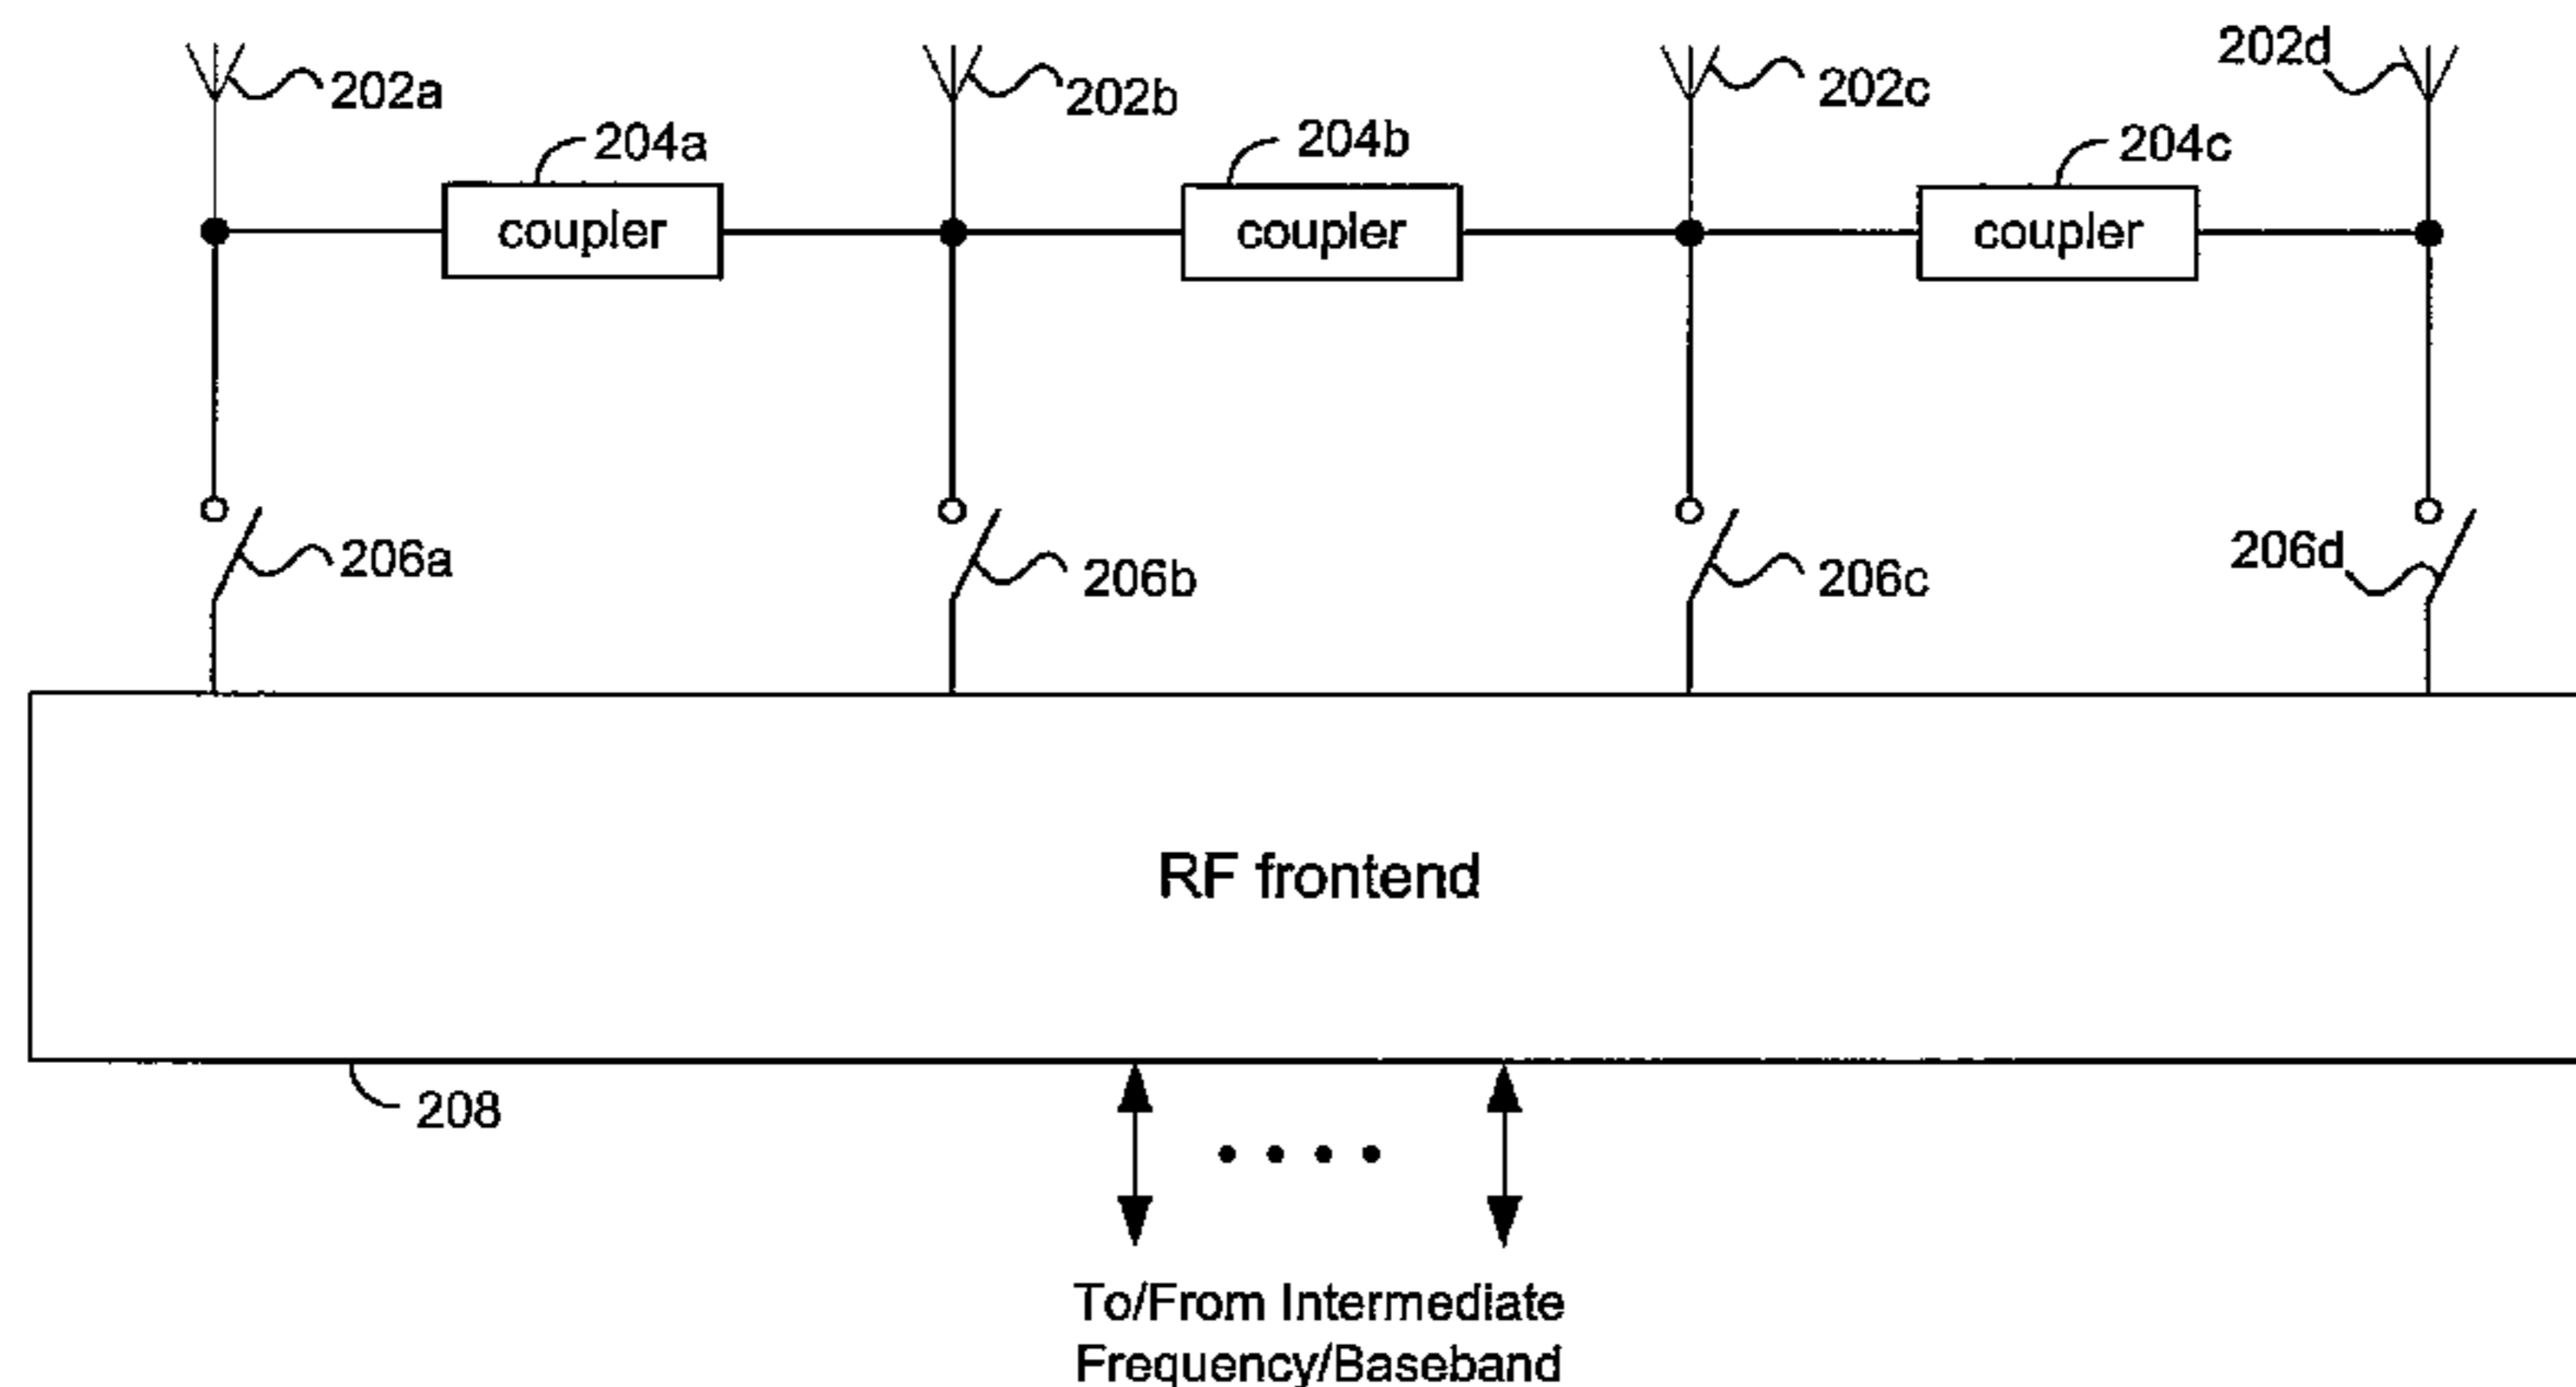 202a
202b
202c
202d
204a
204b
204c
coupler
coupler
coupler
206a
206b
206c
206d
RF frontend
208
To/From Intermediate
Frequency/Baseband